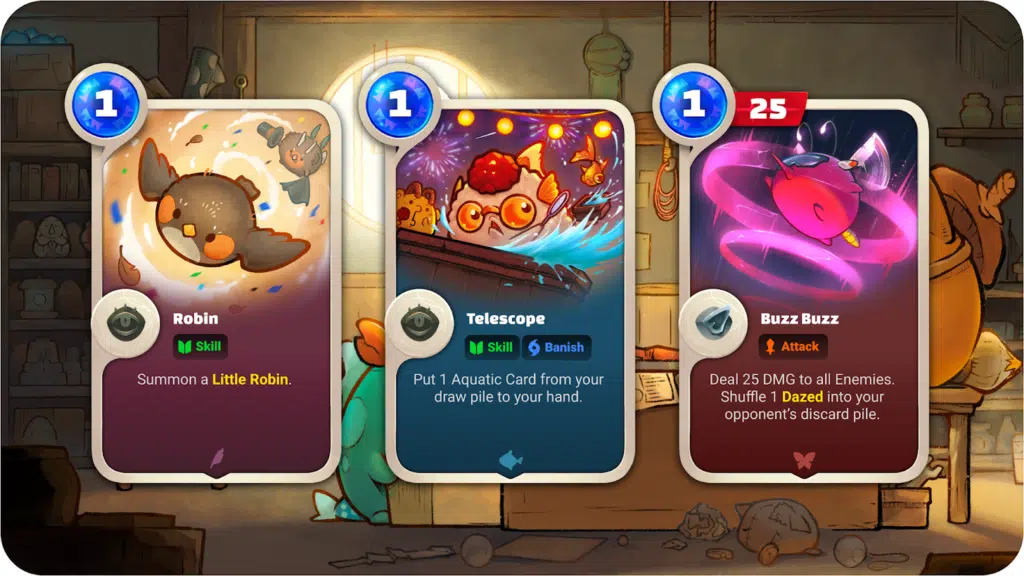 1
Robin
Skill
Summon a Little Robin.
1
Telescope
Skill
Banish
Put 1 Aquatic Card from your
draw pile to your hand.
1
25
Buzz Buzz
Attack
Deal 25 DMG to all Enemies.
Shuffle 1 Dazed into your
opponent's discard pile.